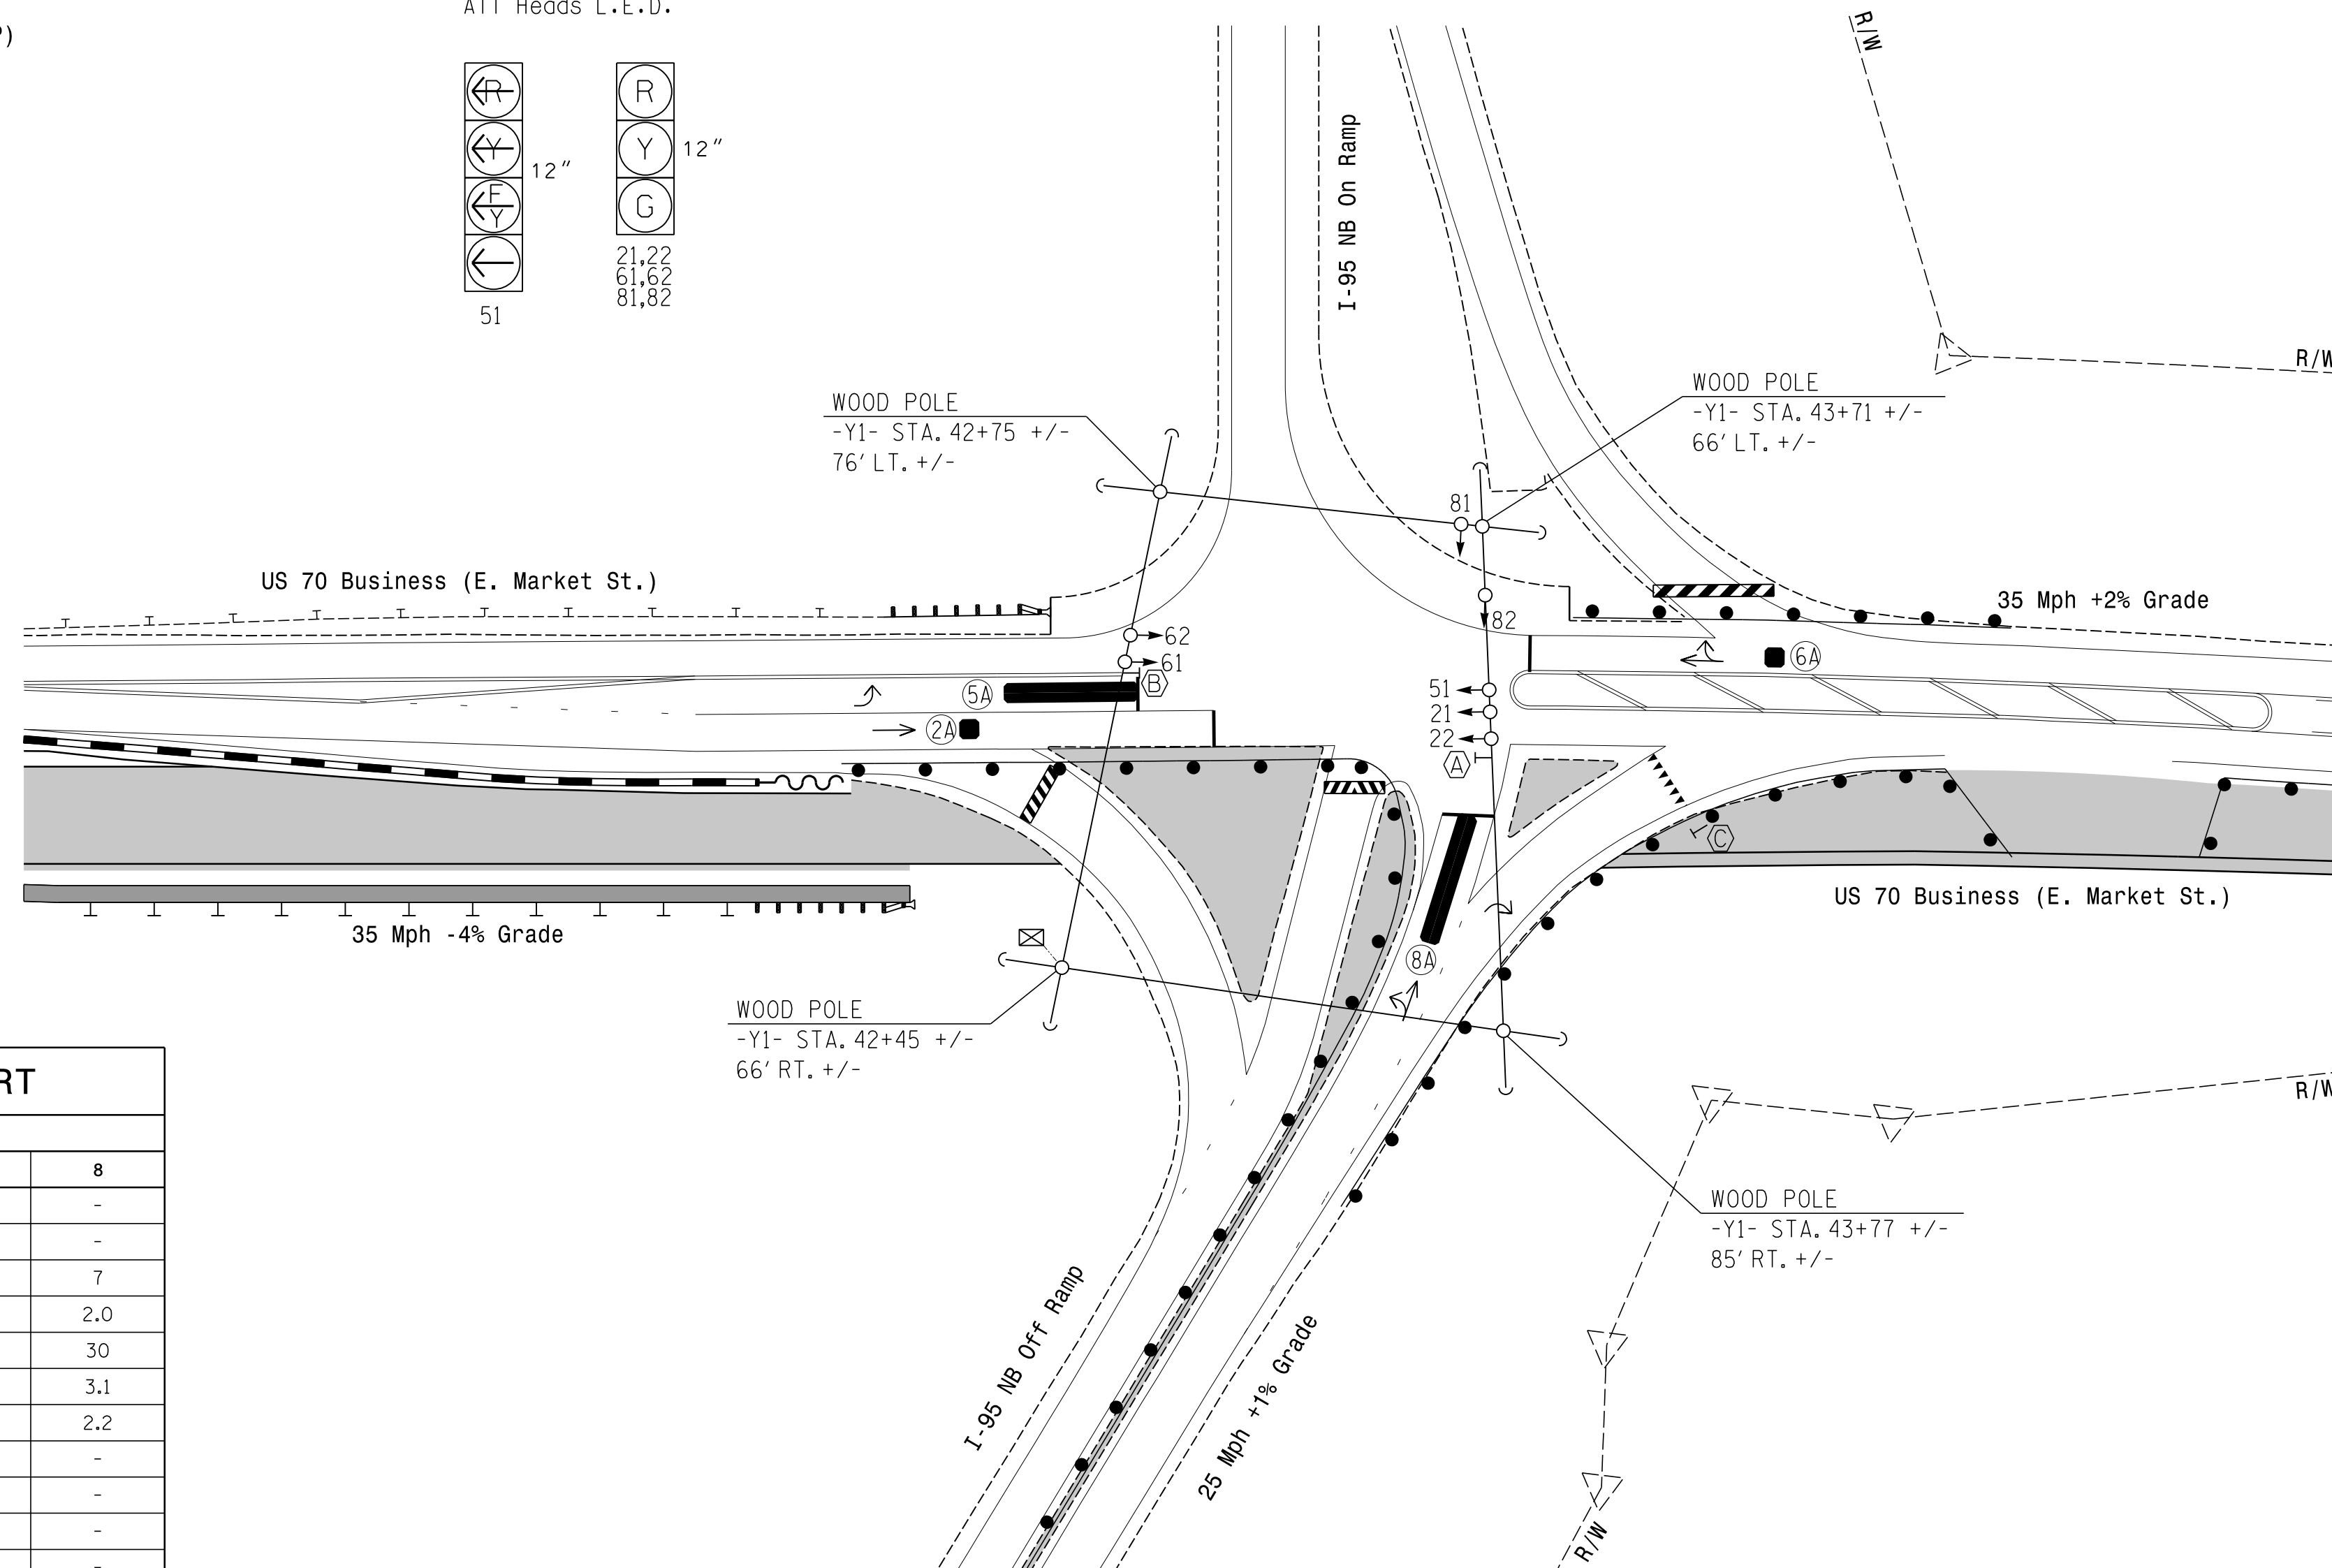 All Heads L.E.D.
P)
R
Y
F
Y
12"
51
R
Y
G
12"
21,22
61,62
81,82
I-95 NB On Ramp
R/W
R/W
WOOD POLE
-Y1- STA. 42+75 +/-
76' LT. +/-
WOOD POLE
-Y1- STA. 43+71 +/-
66' LT. +/-
81
82
US 70 Business (E. Market St.)
35 Mph +2% Grade
62
61
B
5A
2A
51
21
22
A
6A
C
8A
US 70 Business (E. Market St.)
35 Mph -4% Grade
WOOD POLE
-Y1- STA. 42+45 +/-
66' RT. +/-
R/W
WOOD POLE
-Y1- STA. 43+77 +/-
85' RT. +/-
I-95 NB Off Ramp
25 Mph +1% Grade
R/W
RT
8
-
-
7
2.0
30
3.1
2.2
-
-
-
-